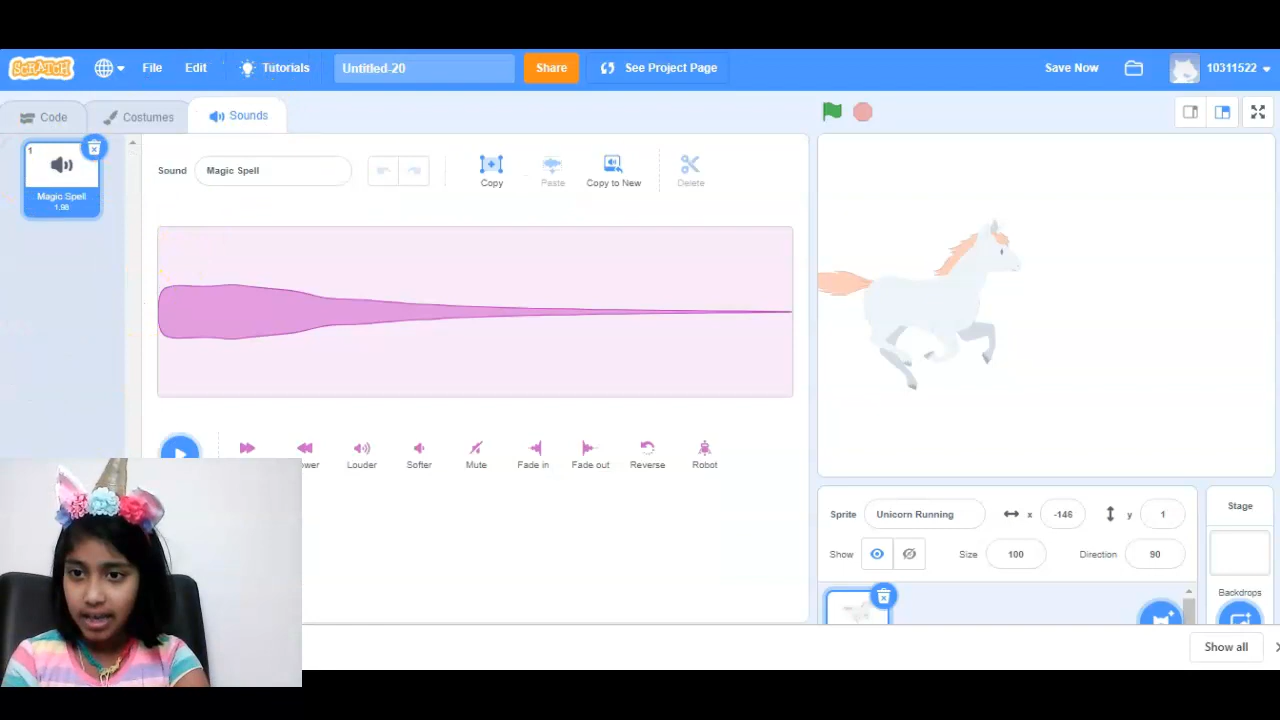 SCRATCH
File
Edit
Tutorials
Untitled-20
Share
See Project Page
Save Now
10311522
Code
Costumes
Sounds
1
Magic Spell
1.98
Sound
Magic Spell
Copy
Paste
Copy to New
Delete
Louder
Softer
Mute
Fade in
Fade out
Reverse
Robot
Sprite
Unicorn Running
x
-146
y
1
Show
Size
100
Direction
90
Stage
Backdrops
Show all